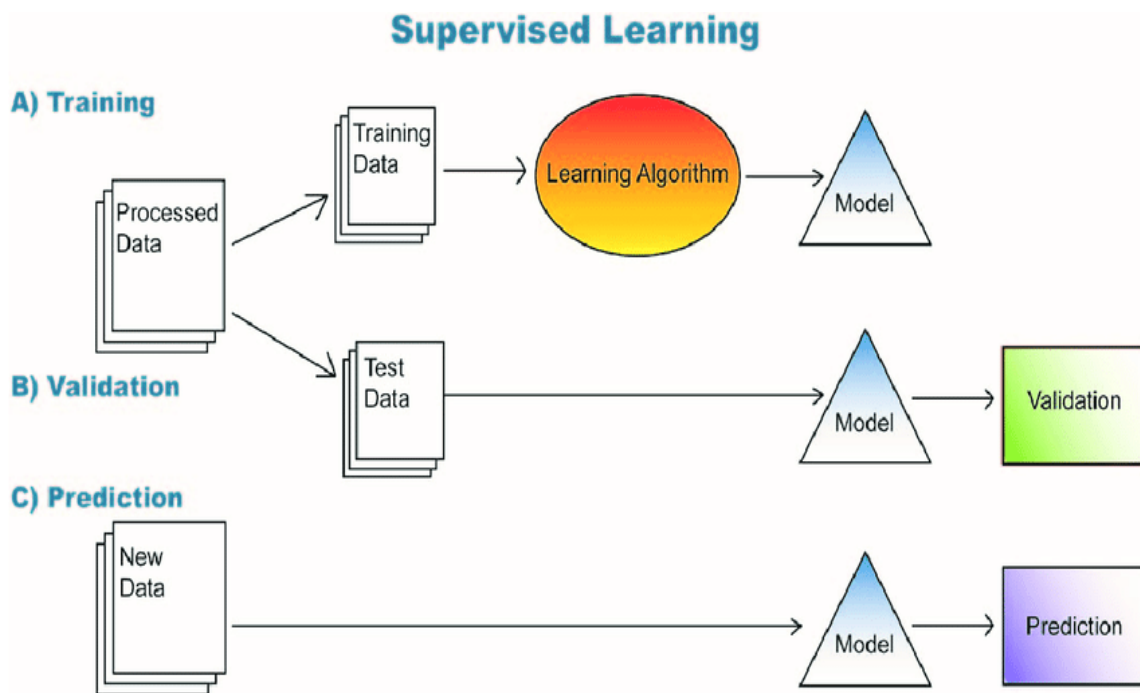 Supervised Learning
A) Training
Training
Data
Learning Algorithm
Model
Processed
Data
B) Validation
Test
Data
Model
Validation
C) Prediction
New
Data
Model
Prediction